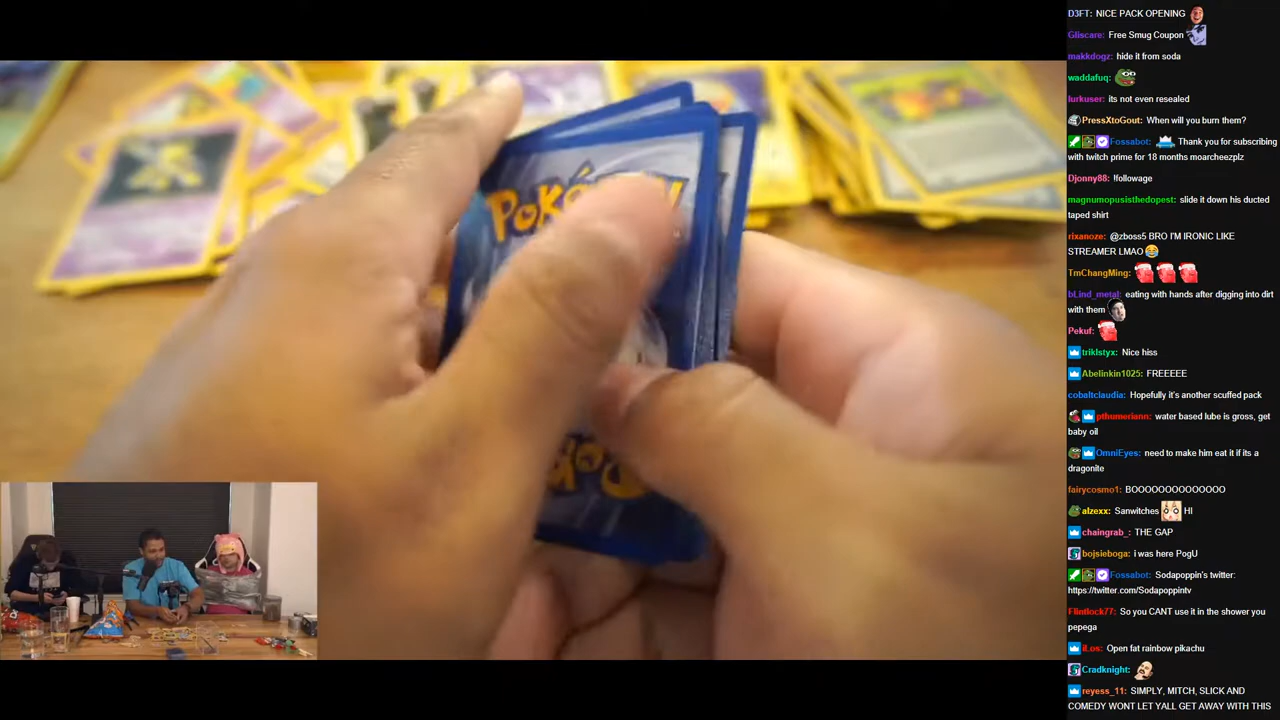 D3FT: NICE PACK OPENING
Gliscare: Free Smug Coupon
makkdogz: hide it from soda
waddafuq:
lurkuser: its not even resealed
PressXtoGout: When will you burn them?
Fossabot: Thank you for subscribing
with twitch prime for 18 months moarcheezplz
Djonny88: !followage
magnumopusisthedopest: slide it down his ducted
taped shirt
rixanoze: @zboss5 BRO I'M IRONIC LIKE
STREAMER LMAO
TmChangMing:
bLind_metal: eating with hands after digging into dirt
with them
Pekuf:
triklstyx: Nice hiss
Abelinkin1025: FREEEEE
cobaltclaudia: Hopefully it's another scuffed pack
pthumeriann: water based lube is gross, get
baby oil
OmniEyes: need to make him eat it if its a
dragonite
fairycosmo1: BOOOOOOOOOOOOOO
alzexx: Sanwitches HI
chaingrab_: THE GAP
bojsieboga: i was here PogU
Fossabot: Sodapoppin's twitter:
https://twitter.com/Sodapoppintv
Flintlock77: So you CANT use it in the shower you
pepega
iLos: Open fat rainbow pikachu
Cradknight:
reyess_11: SIMPLY, MITCH, SLICK AND
COMEDY WONT LET YALL GET AWAY WITH THIS